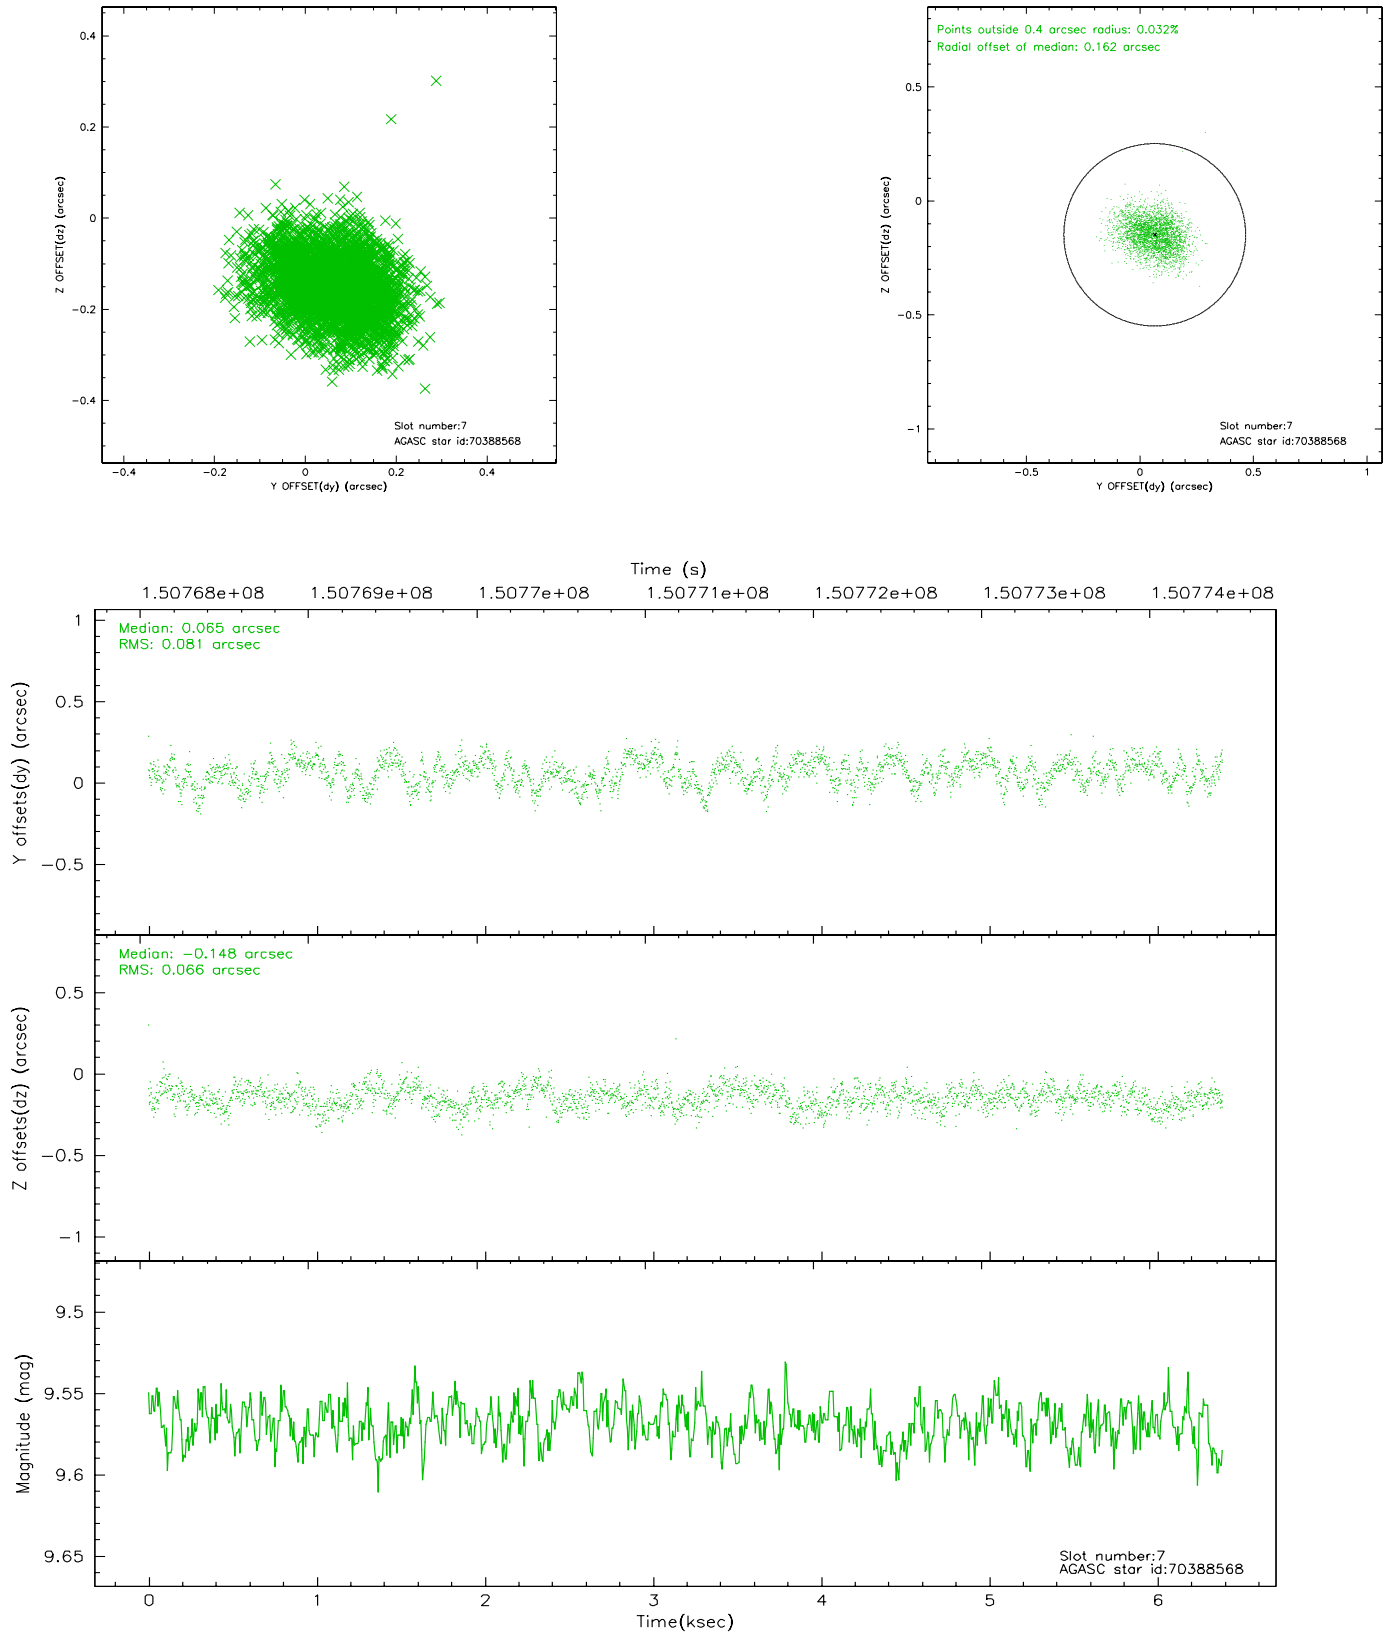 0.4
0.2
0
−0.2
−0.4
Z OFFSET(dz) (arcsec)
Slot number:7
AGASC star id:70388568
−0.4 −0.2 0 0.2 0.4
Y OFFSET(dy) (arcsec)
Points outside 0.4 arcsec radius: 0.032%
Radial offset of median: 0.162 arcsec
0.5
0
−0.5
−1
Z OFFSET(dz) (arcsec)
Slot number:7
AGASC star id:70388568
−0.5 0 0.5 1
Y OFFSET(dy) (arcsec)
Time (s)
1.50768e+08 1.50769e+08 1.5077e+08 1.50771e+08 1.50772e+08 1.50773e+08 1.50774e+08
Median: 0.065 arcsec
RMS: 0.081 arcsec
1
0.5
0
−0.5
Y offsets(dy) (arcsec)
Median: −0.148 arcsec
RMS: 0.066 arcsec
0.5
0
−0.5
−1
Z offsets(dz) (arcsec)
9.5
9.55
9.6
9.65
Magnitude (mag)
Slot number:7
AGASC star id:70388568
0 1 2 3 4 5 6
Time(ksec)